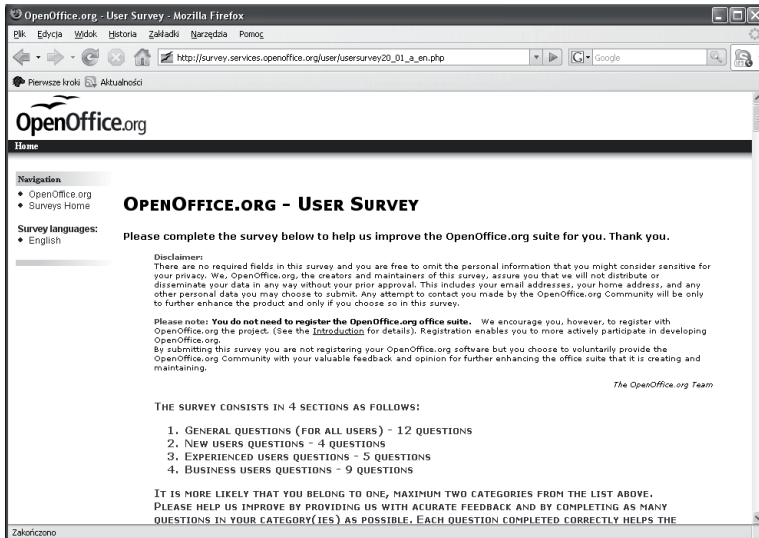 OpenOffice.org - User Survey - Mozilla Firefox
Plik Edycja Widok Historia Zakładki Narzędzia Pomoc
http://survey.services.openoffice.org/user/usersurvey20_01_a_en.php
Google
Pierwsze kroki Aktualności
OpenOffice.org
Home
Navigation
OpenOffice.org
Surveys Home
Survey languages:
English
OpenOffice.org - User Survey
Please complete the survey below to help us improve the OpenOffice.org suite for you. Thank you.
Disclaimer:
There are no required fields in this survey and you are free to omit the personal information that you might consider sensitive for
your privacy. We, OpenOffice.org, the creators and maintainers of this survey, assure you that we will not distribute or
disseminate your data in any way without your prior approval. This includes your email addresses, your home address, and any
other personal data you may choose to submit. Any attempt to contact you made by the OpenOffice.org Community will be only
to further enhance the product and only if you choose so in this survey.
Please note: You do not need to register the OpenOffice.org office suite. We encourage you, however, to register with
OpenOffice.org the project. (See the Introduction for details). Registration enables you to more actively participate in developing
OpenOffice.org.
By submitting this survey you are not registering your OpenOffice.org software but you choose to voluntarily provide the
OpenOffice.org Community with your valuable feedback and opinion for further enhancing the office suite that it is creating and
maintaining.
The OpenOffice.org Team
The survey consists in 4 sections as follows:
1. General questions (for all users) - 12 questions
2. New users questions - 4 questions
3. Experienced users questions - 5 questions
4. Business users questions - 9 questions
It is more likely that you belong to one, maximum two categories from the list above.
Please help us improve by providing us with acurate feedback and by completing as many
questions in your category(ies) as possible. Each question completed correctly helps the
Zakończono